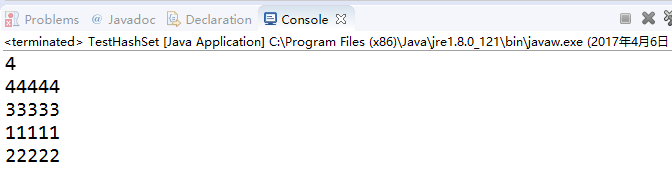 Problems @ Javadoc Declaration Console
<terminated> TestHashSet [Java Application] C:\Program Files (x86)\Java\jre1.8.0_121\bin\javaw.exe (2017年4月6日
4
44444
33333
11111
22222